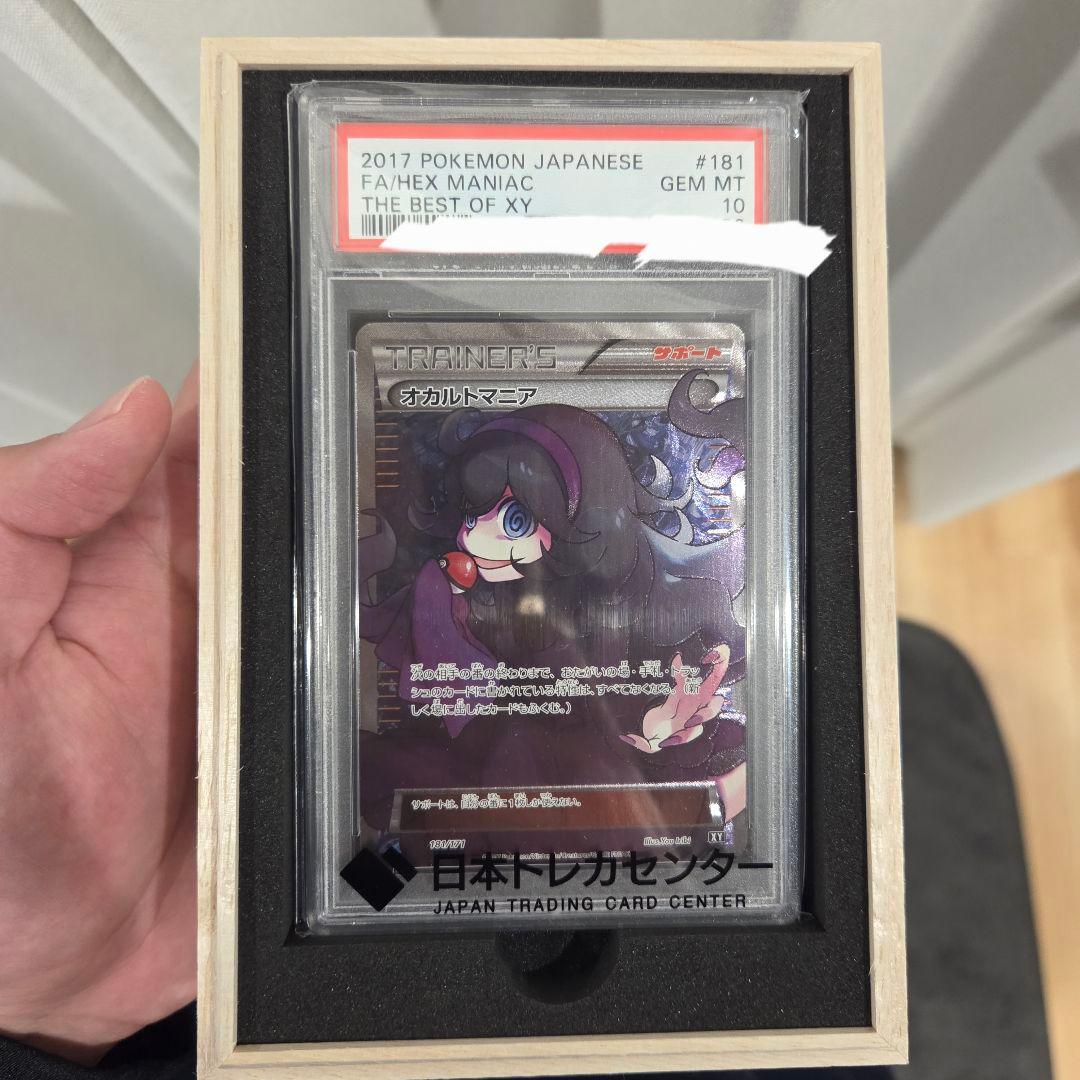 2017 POKEMON JAPANESE #181
FA/HEX MANIAC GEM MT
THE BEST OF XY 10
TRAINER'S サポート
オカルトマニア
次の相手の番の終わりまで、おたがいの場・手札・トラッ
シュのカードに書かれている特性は、すべてなくなる。（新
しく場に出したカードもふくむ。）
サポートは、自分の番に1枚しか使えない。
181/171 Illus. You Iribi XY
日本トレカセンター
JAPAN TRADING CARD CENTER